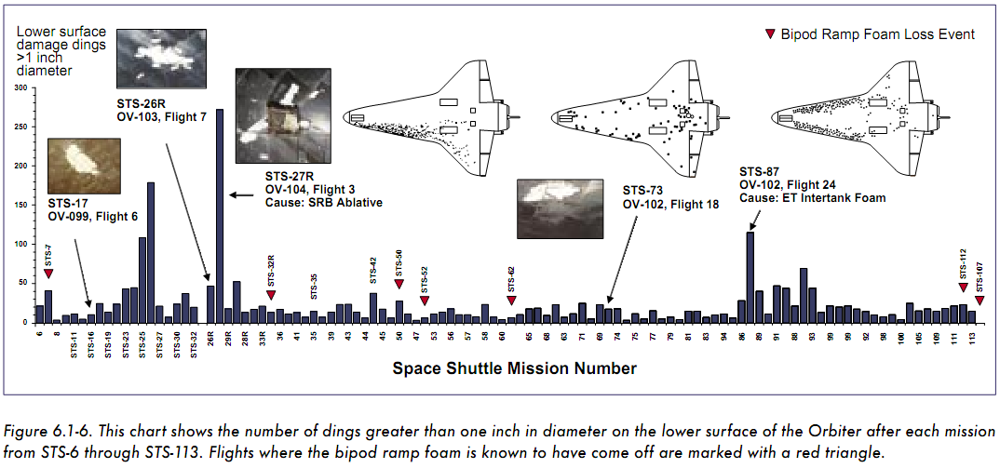 Lower surface
damage dings
>1 inch
diameter
Bipod Ramp Foam Loss Event
STS-26R
OV-103, Flight 7
STS-17
OV-099, Flight 6
STS-27R
OV-104, Flight 3
Cause: SRB Ablative
STS-73
OV-102, Flight 18
STS-87
OV-102, Flight 24
Cause: ET Intertank Foam
300
250
200
150
100
50
0
STS-7
STS-32R
STS-35
STS-42
STS-50
STS-52
STS-62
STS-112
STS-107
6
8
STS-11
STS-16
STS-19
STS-23
STS-25
STS-27
STS-30
STS-32
26R
29R
28R
33R
36
41
35
39
43
44
45
50
47
53
56
57
58
60
65
68
63
71
69
74
75
77
79
81
83
94
86
89
91
88
93
99
92
98
100
105
109
111
113
Space Shuttle Mission Number
Figure 6.1-6. This chart shows the number of dings greater than one inch in diameter on the lower surface of the Orbiter after each mission
from STS-6 through STS-113. Flights where the bipod ramp foam is known to have come off are marked with a red triangle.